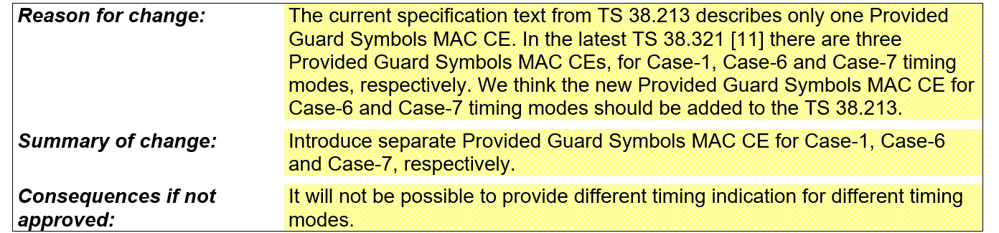 Reason for change:
The current specification text from TS 38.213 describes only one Provided
Guard Symbols MAC CE. In the latest TS 38.321 [11] there are three
Provided Guard Symbols MAC CEs, for Case-1, Case-6 and Case-7 timing
modes, respectively. We think the new Provided Guard Symbols MAC CE for
Case-6 and Case-7 timing modes should be added to the TS 38.213.
Summary of change:
Introduce separate Provided Guard Symbols MAC CE for Case-1, Case-6
and Case-7, respectively.
Consequences if not
approved:
It will not be possible to provide different timing indication for different timing
modes.